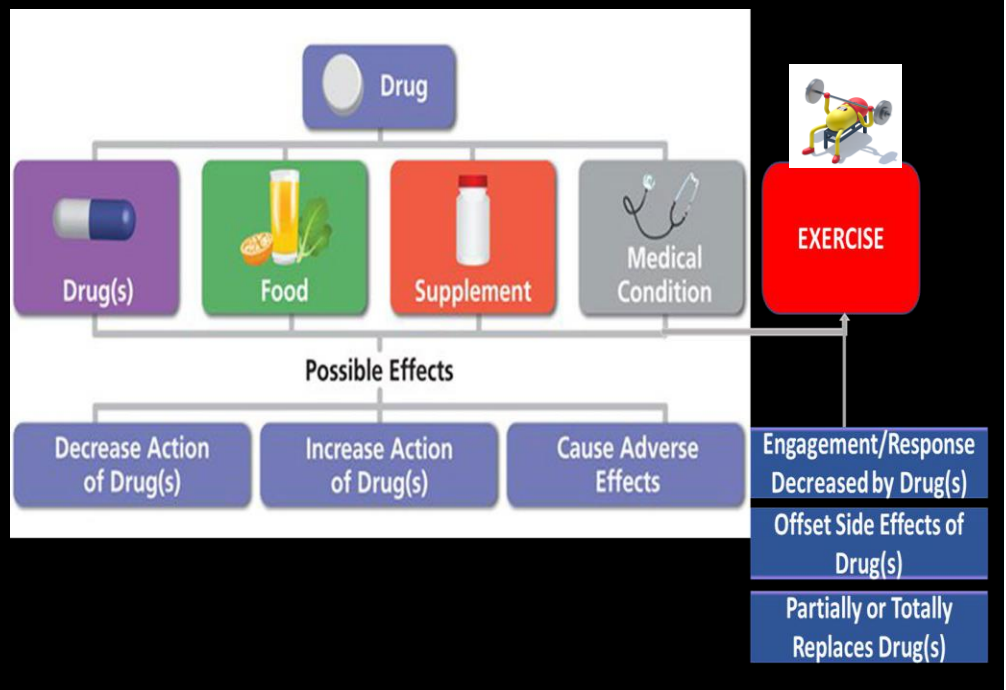 Drug
Drug(s)
Food
Supplement
Medical
Condition
EXERCISE
Possible Effects
Decrease Action
of Drug(s)
Increase Action
of Drug(s)
Cause Adverse
Effects
Engagement/Response
Decreased by Drug(s)
Offset Side Effects of
Drug(s)
Partially or Totally
Replaces Drug(s)